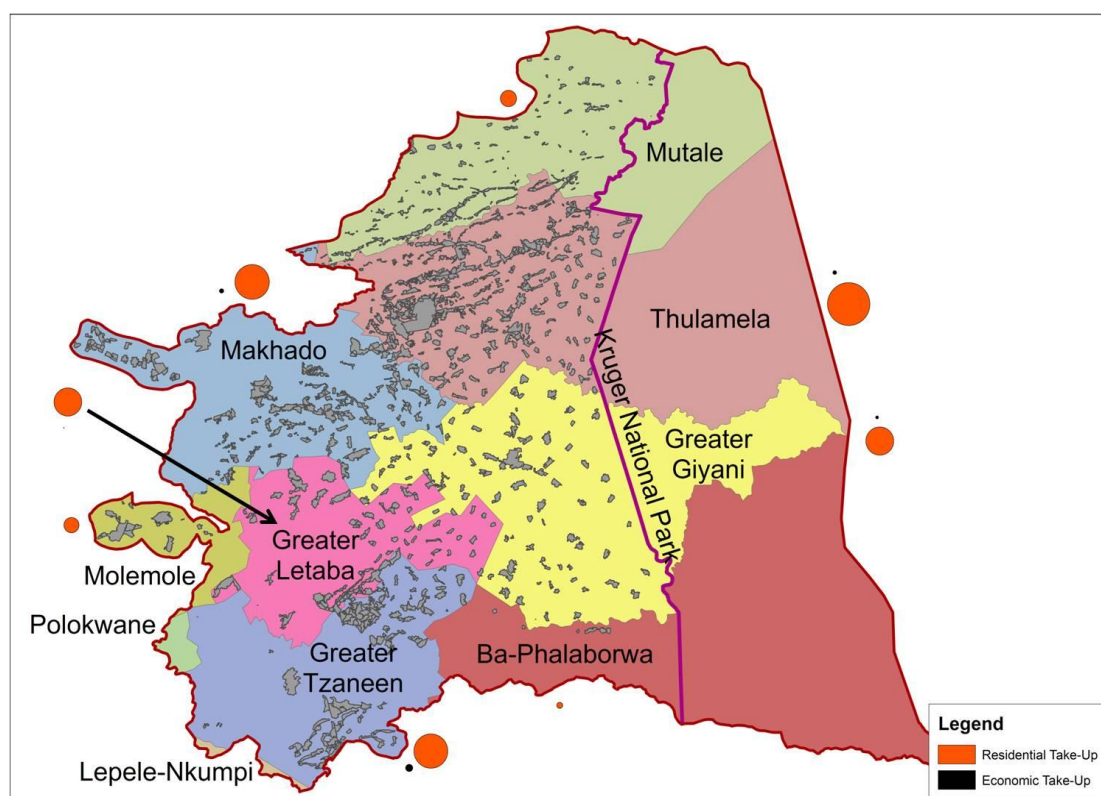 Mutale
Thulamela
Makhado
Kruger National Park
Greater
Giyani
Greater
Letaba
Molemole
Polokwane
Greater
Tzaneen
Ba-Phalaborwa
Lepele-Nkumpi
Legend
Residential Take-Up
Economic Take-Up